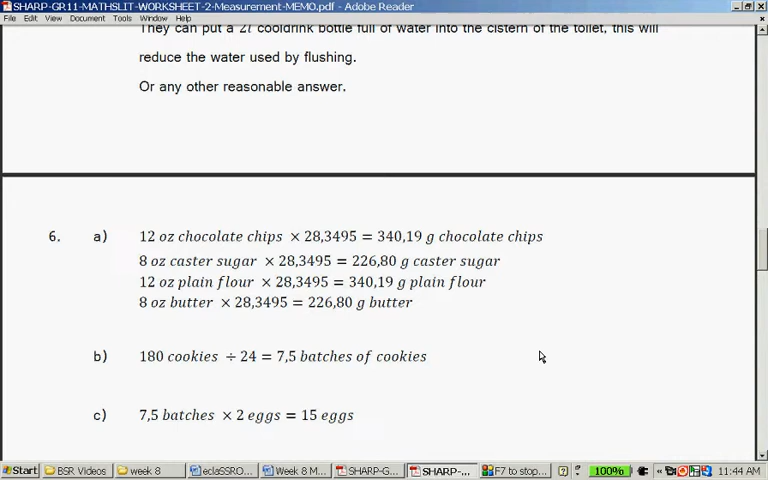 SHARP-GR11-MATHSLIT-WORKSHEET-2-Measurement-MEMO.pdf - Adobe Reader
File Edit View Document Tools Window Help
They can put a 2l cooldrink bottle full of water into the cistern of the toilet, this will
reduce the water used by flushing.
Or any other reasonable answer.
6. a) 12 oz chocolate chips × 28,3495 = 340,19 g chocolate chips
8 oz caster sugar × 28,3495 = 226,80 g caster sugar
12 oz plain flour × 28,3495 = 340,19 g plain flour
8 oz butter × 28,3495 = 226,80 g butter
b) 180 cookies ÷ 24 = 7,5 batches of cookies
c) 7,5 batches × 2 eggs = 15 eggs
Start BSR Videos week 8 eclaSSRO... Week 8 M... SHARP-G... SHARP-... F7 to stop... 100% 11:44 AM